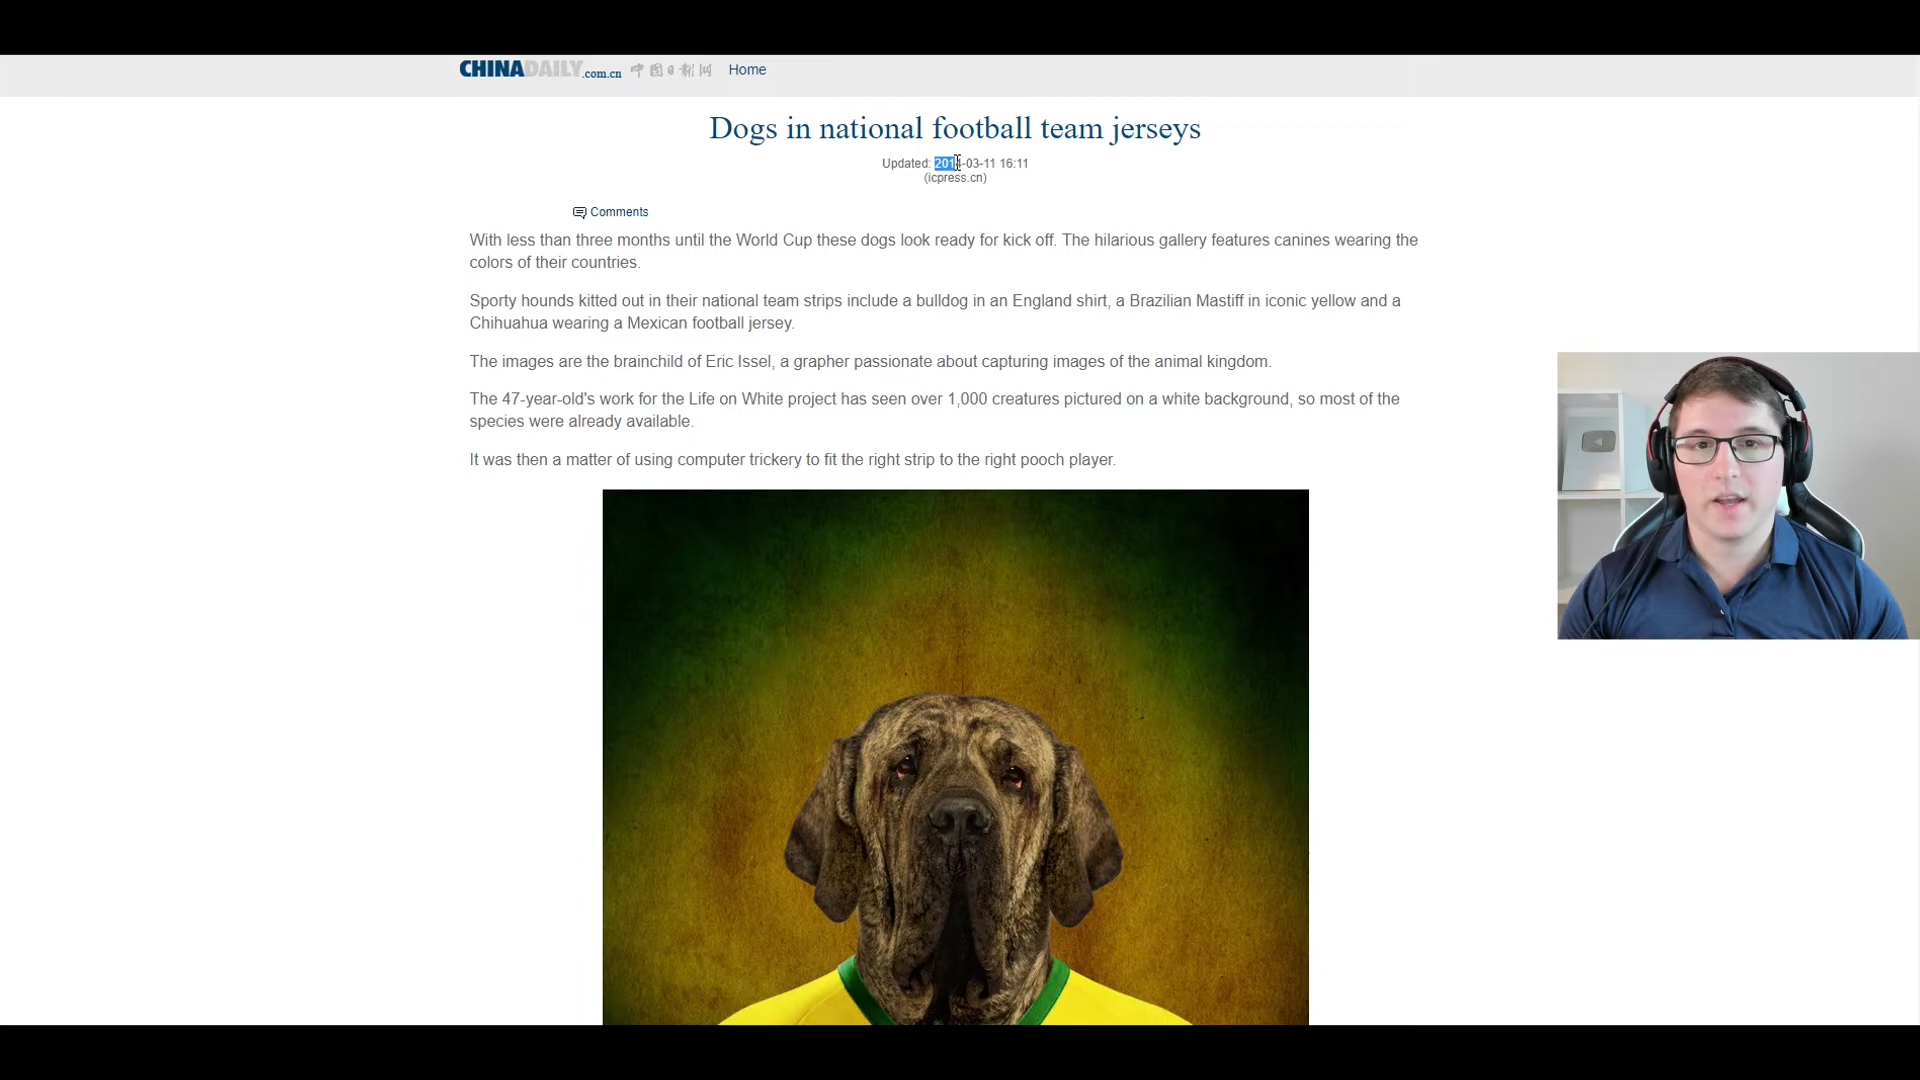 CHINADAILY.com.cn 中国日报网 Home
Dogs in national football team jerseys
Updated: 2014-03-11 16:11
(icpress.cn)
Comments
With less than three months until the World Cup these dogs look ready for kick off. The hilarious gallery features canines wearing the
colors of their countries.
Sporty hounds kitted out in their national team strips include a bulldog in an England shirt, a Brazilian Mastiff in iconic yellow and a
Chihuahua wearing a Mexican football jersey.
The images are the brainchild of Eric Issel, a grapher passionate about capturing images of the animal kingdom.
The 47-year-old's work for the Life on White project has seen over 1,000 creatures pictured on a white background, so most of the
species were already available.
It was then a matter of using computer trickery to fit the right strip to the right pooch player.